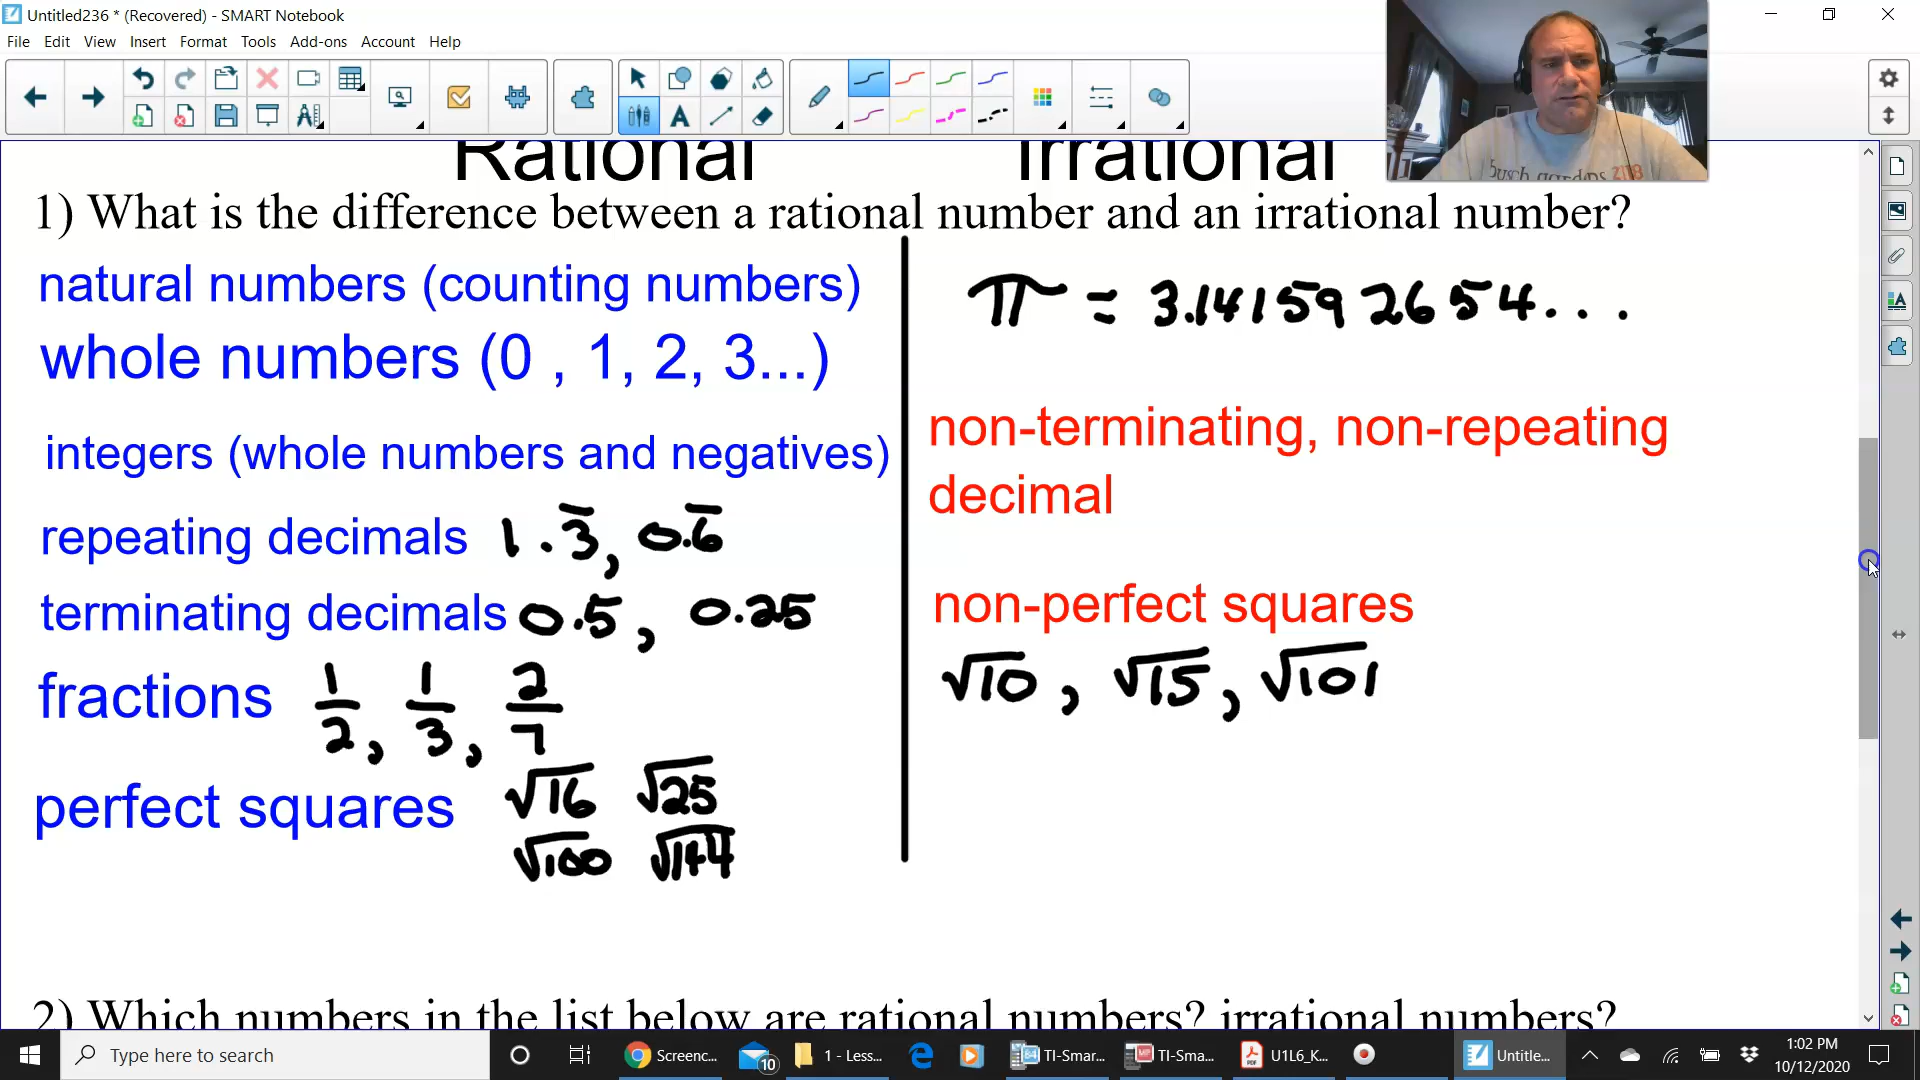 Untitled236 * (Recovered) - SMART Notebook
File Edit View Insert Format Tools Add-ons Account Help
Rational Irrational
1) What is the difference between a rational number and an irrational number?
natural numbers (counting numbers)
π = 3.141592654...
whole numbers (0 , 1, 2, 3...)
integers (whole numbers and negatives)
non-terminating, non-repeating
decimal
repeating decimals 1.3̅, 0.6̅
terminating decimals 0.5, 0.25
non-perfect squares
√10, √15, √101
fractions 1/2, 1/3, 2/7
perfect squares √16 √25
√100 √144
2) Which numbers in the list below are rational numbers? irrational numbers?
Type here to search
Screenc...
10
1 - Less...
TI-Smar...
TI-Sma...
U1L6_K...
Untitle...
1:02 PM
10/12/2020